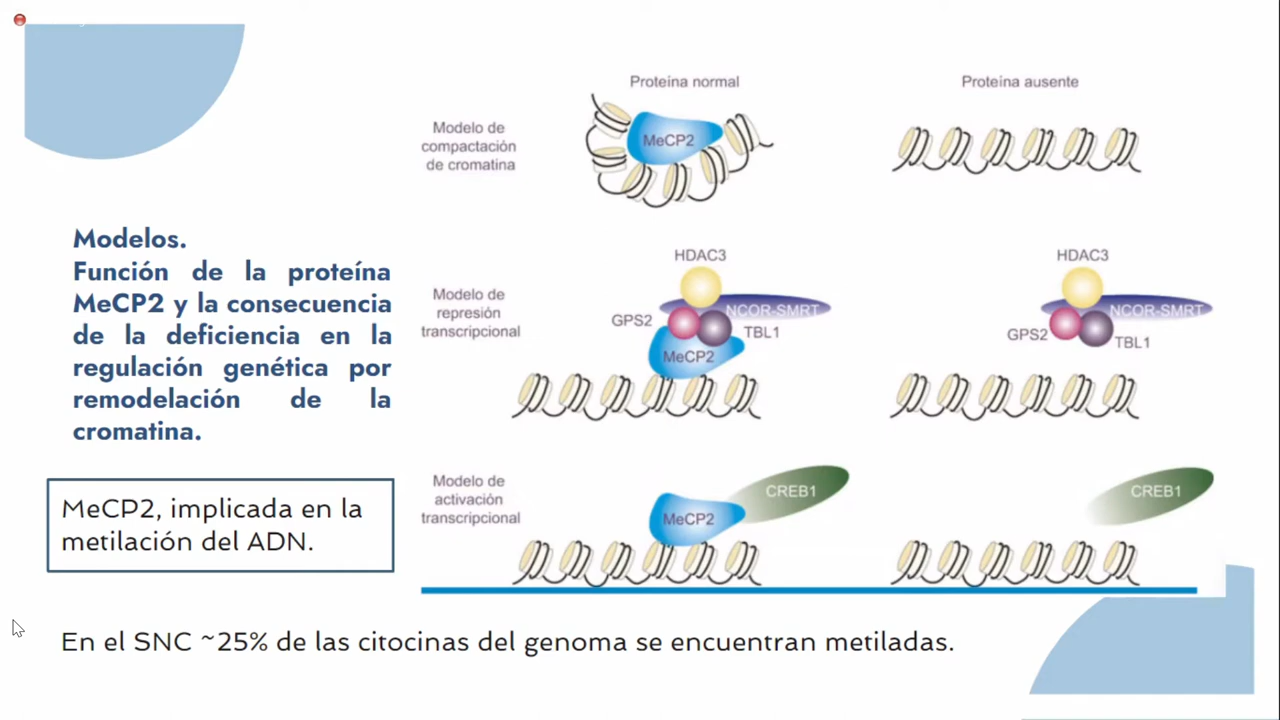 Modelos.
Función de la proteína
MeCP2 y la consecuencia
de la deficiencia en la
regulación genética por
remodelación de la
cromatina.
MeCP2, implicada en la
metilación del ADN.
Proteína normal
Proteína ausente
Modelo de
compactación
de cromatina
MeCP2
Modelo de
represión
transcripcional
HDAC3
NCOR-SMRT
GPS2
TBL1
MeCP2
HDAC3
NCOR-SMRT
GPS2
TBL1
Modelo de
activación
transcripcional
MeCP2
CREB1
CREB1
En el SNC ~25% de las citocinas del genoma se encuentran metiladas.